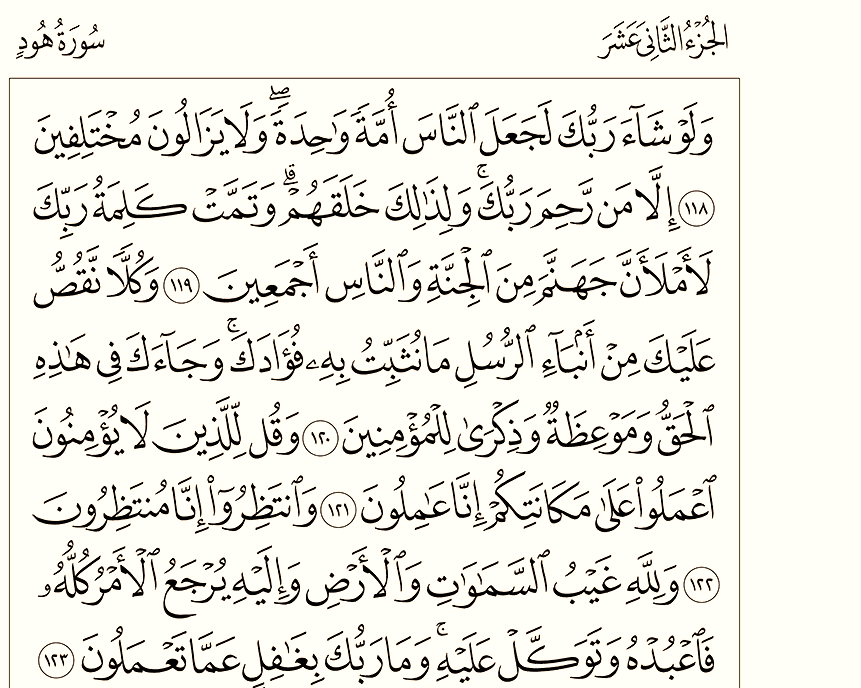 الجُزْءُ الثَّانِي عَشَرَ
سُورَةُ هُودٍ
وَلَوْ شَآءَ رَبُّكَ لَجَعَلَ ٱلنَّاسَ أُمَّةٗ وَٰحِدَةٗۖ وَلَا يَزَالُونَ مُخْتَلِفِينَ
١١٨ إِلَّا مَن رَّحِمَ رَبُّكَۚ وَلِذَٰلِكَ خَلَقَهُمْۗ وَتَمَّتْ كَلِمَةُ رَبِّكَ
لَأَمْلَأَنَّ جَهَنَّمَ مِنَ ٱلْجِنَّةِ وَٱلنَّاسِ أَجْمَعِينَ ١١٩ وَكُلّٗا نَّقُصُّ
عَلَيْكَ مِنْ أَنۢبَآءِ ٱلرُّسُلِ مَا نُثَبِّتُ بِهِۦ فُؤَادَكَۚ وَجَآءَكَ فِى هَٰذِهِ
ٱلْحَقُّ وَمَوْعِظَةٞ وَذِكْرَىٰ لِلْمُؤْمِنِينَ ١٢٠ وَقُل لِّلَّذِينَ لَا يُؤْمِنُونَ
ٱعْمَلُوا۟ عَلَىٰ مَكَانَتِكُمْ إِنَّا عَٰمِلُونَ ١٢١ وَٱنتَظِرُوٓا۟ إِنَّا مُنتَظِرُونَ
١٢٢ وَلِلَّهِ غَيْبُ ٱلسَّمَٰوَٰتِ وَٱلْأَرْضِ وَإِلَيْهِ يُرْجَعُ ٱلْأَمْرُ كُلُّهُۥ
فَٱعْبُدْهُ وَتَوَكَّلْ عَلَيْهِۚ وَمَا رَبُّكَ بِغَٰفِلٍ عَمَّا تَعْمَلُونَ ١٢٣